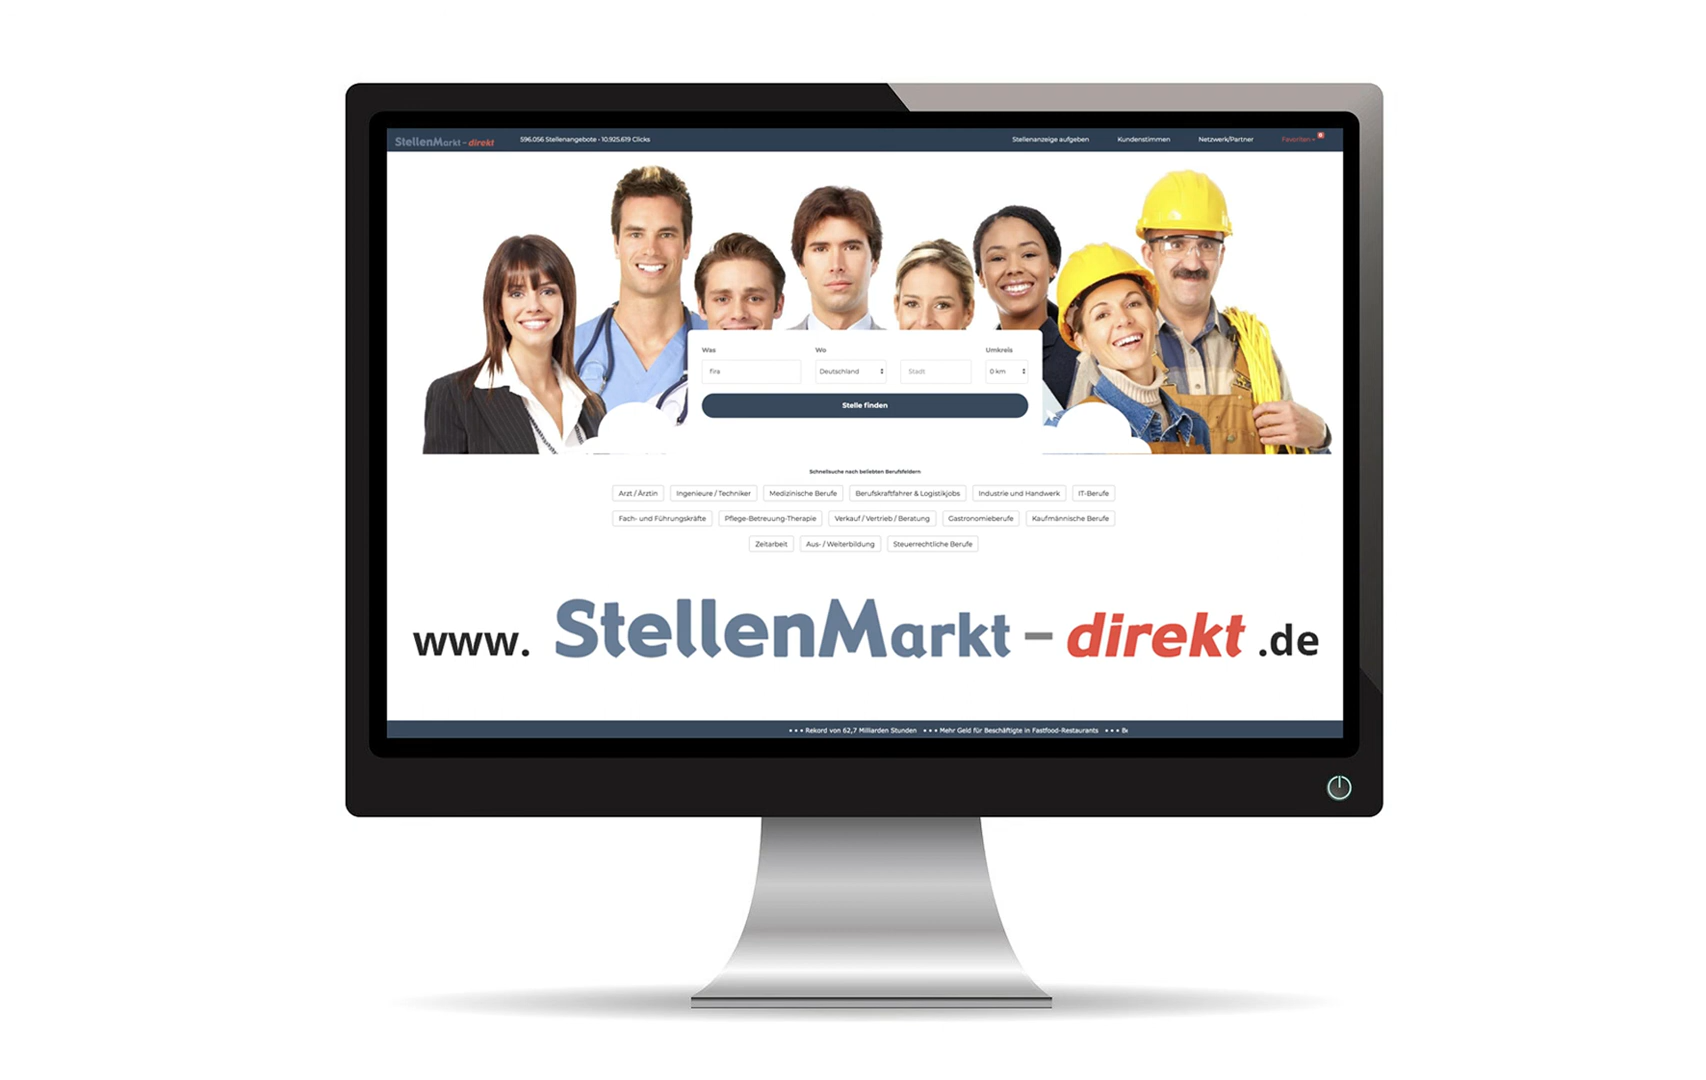 StellenMarkt - direkt 596.056 Stellenangebote • 10.925.619 Clicks Stellenanzeige aufgeben Kundenstimmen Netzwerk/Partner Favoriten
Was Wo Umkreis
fira Deutschland Stadt 0 km
Stelle finden
Schnellsuche nach beliebten Berufsfeldern
Arzt / Ärztin Ingenieure / Techniker Medizinische Berufe Berufskraftfahrer & Logistikjobs Industrie und Handwerk IT-Berufe
Fach- und Führungskräfte Pflege-Betreuung-Therapie Verkauf / Vertrieb / Beratung Gastronomieberufe Kaufmännische Berufe
Zeitarbeit Aus- / Weiterbildung Steuerrechtliche Berufe
www. StellenMarkt - direkt .de
• • • Rekord von 62,7 Milliarden Stunden • • • Mehr Geld für Beschäftigte in Fastfood-Restaurants • • • Be